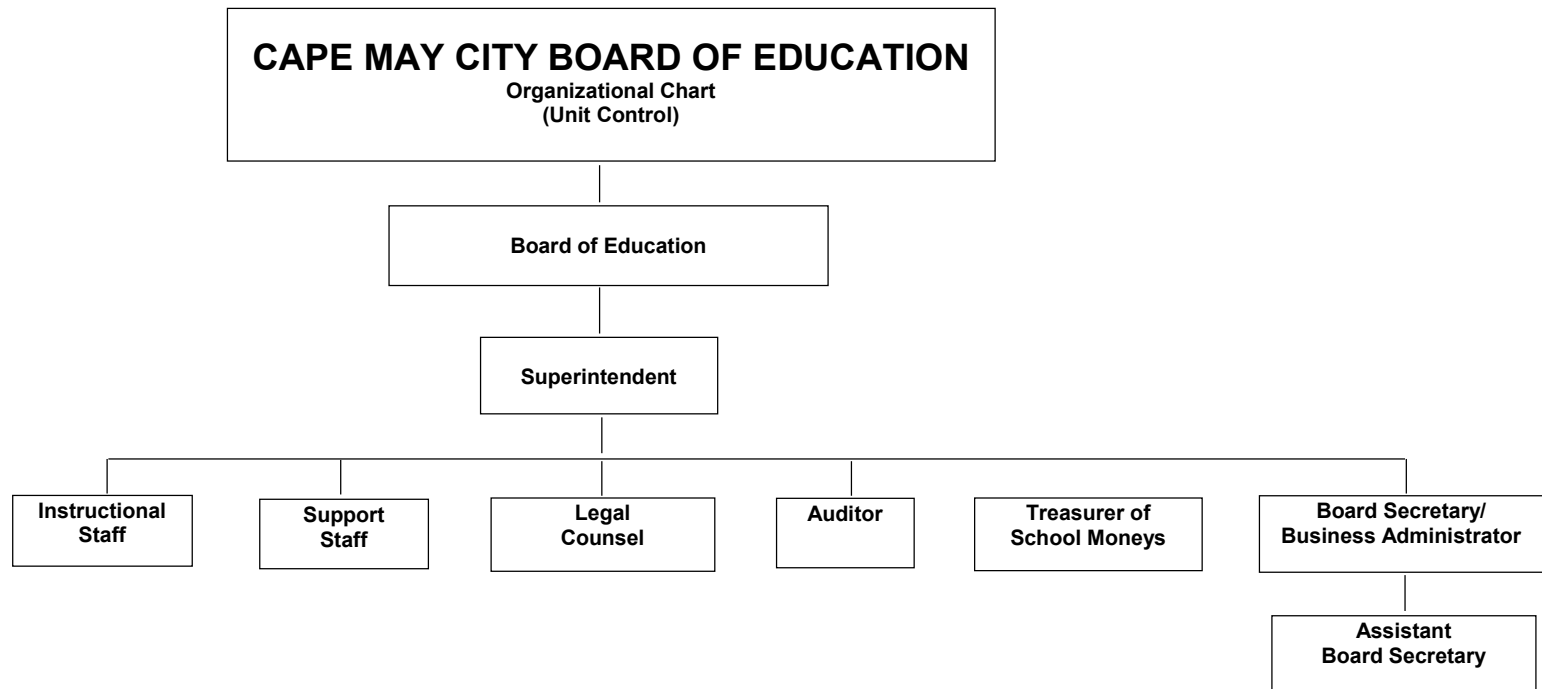 CAPE MAY CITY BOARD OF EDUCATION
Organizational Chart
(Unit Control)
Board of Education
Superintendent
Instructional
Staff
Support
Staff
Legal
Counsel
Auditor
Treasurer of
School Moneys
Board Secretary/
Business Administrator
Assistant
Board Secretary